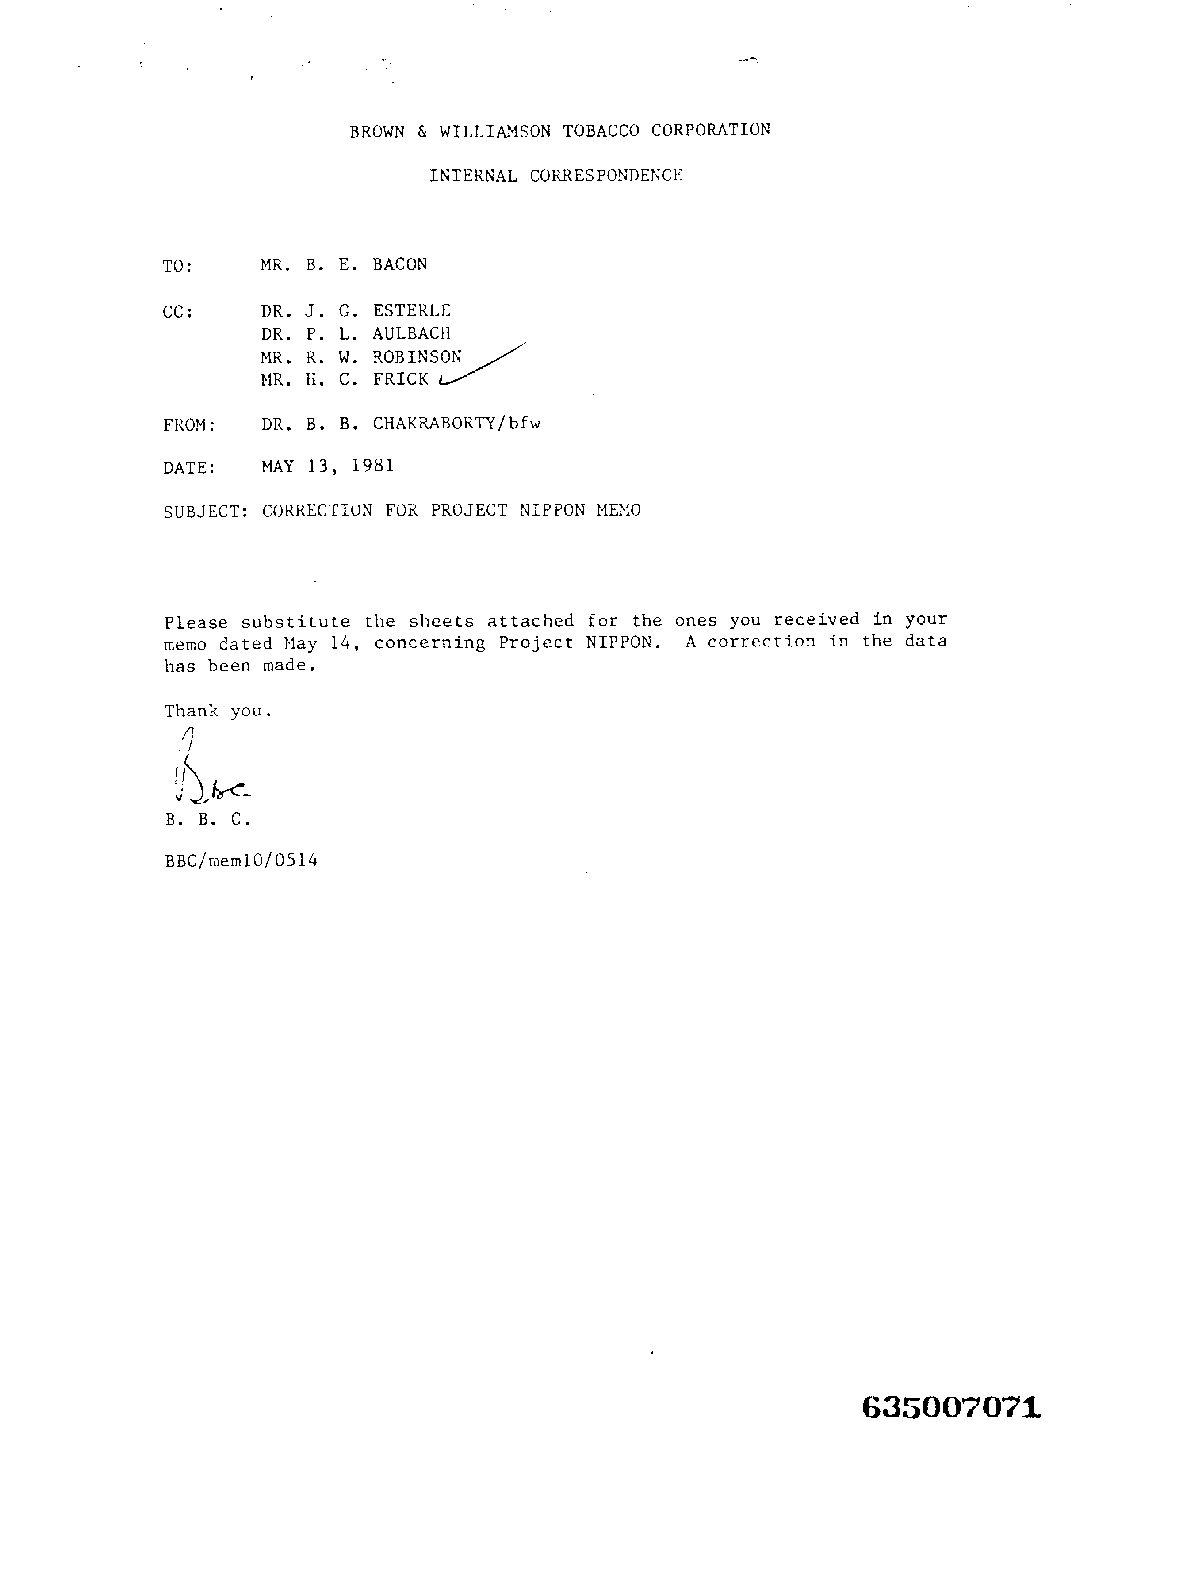 BROWN & WILLIAMSON TOBACCO CORPORATION
INTERNAL CORRESPONDENCE
TO: MR. B. E. BACON
CC: DR. J. G. ESTERLE
DR. P. L. AULBACH
MR. R. W. ROBINSON
MR. H. C. FRICK
FROM: DR. B. B. CHAKRABORTY/bfw
DATE: MAY 13, 1981
SUBJECT: CORRECTION FOR PROJECT NIPPON MEMO
Please substitute the sheets attached for the ones you received in your
memo dated May 14, concerning Project NIPPON. A correction in the data
has been made.
Thank you.
B. B. C.
BBC/mem10/0514
635007071